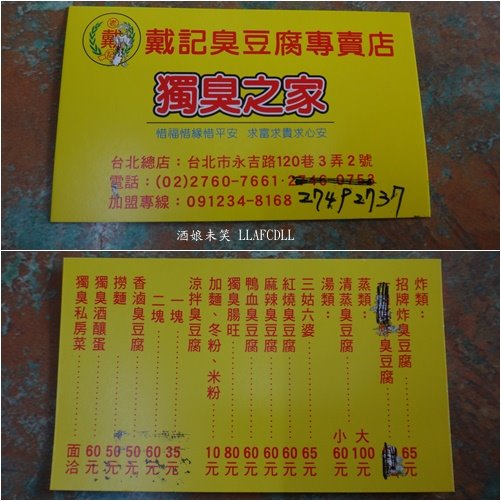 戴記
戴記臭豆腐專賣店
獨臭之家
惜福惜緣惜平安 求富求貴求心安
台北總店：台北市永吉路120巷3弄2號
電話：(02)2760-7661·2746-0753
27492737
加盟專線：091234-8168
酒娘未笑 LLAFCDLL
炸類：
招牌炸臭豆腐 65元
臭豆腐 元
蒸類：大 小
清蒸臭豆腐 100元 60元
湯類：
三姑六婆 65元
紅燒臭豆腐 60元
麻辣臭豆腐 60元
鴨血臭豆腐 60元
獨臭腸旺 80元
加麵、冬粉、米粉 10元
涼拌臭豆腐
一塊 35元
二塊 60元
香滷臭豆腐 50元
撈麵 50元
獨臭酒釀蛋 60元
獨臭私房菜 面洽